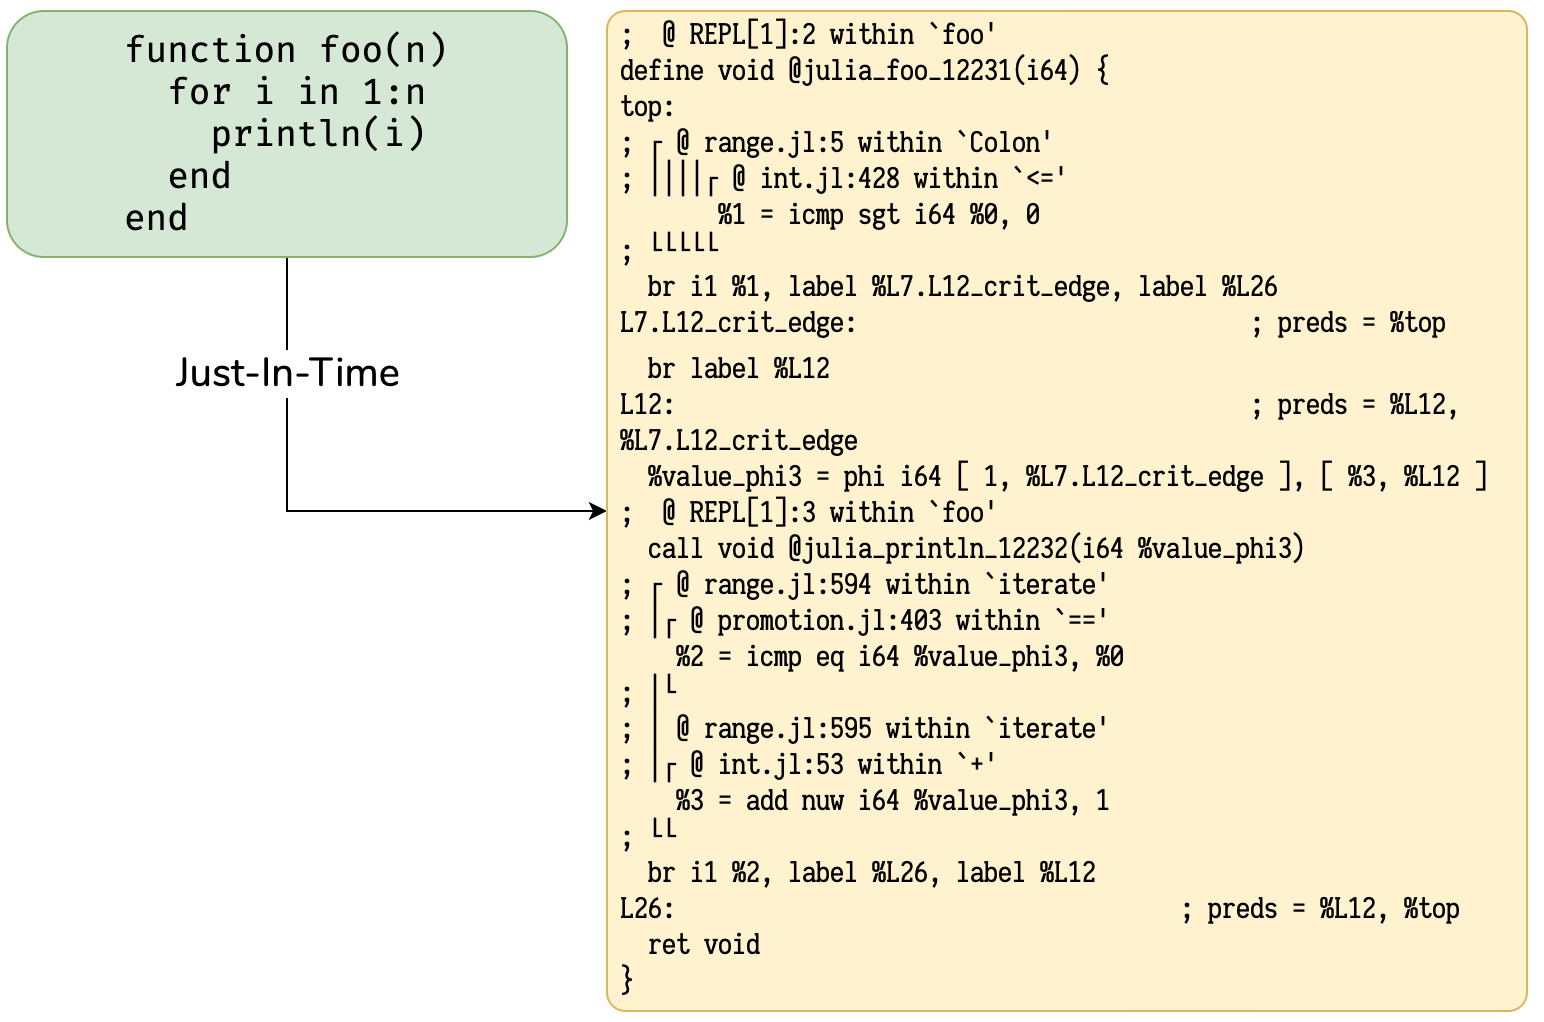 function foo(n)
  for i in 1:n
    println(i)
  end
end
Just-In-Time
;  @ REPL[1]:2 within `foo'
define void @julia_foo_12231(i64) {
top:
; ┌ @ range.jl:5 within `Colon'
; ││││┌ @ int.jl:428 within `<='
       %1 = icmp sgt i64 %0, 0
; └└└└└
  br i1 %1, label %L7.L12_crit_edge, label %L26
L7.L12_crit_edge:                            ; preds = %top
  br label %L12
L12:                                         ; preds = %L12,
%L7.L12_crit_edge
  %value_phi3 = phi i64 [ 1, %L7.L12_crit_edge ], [ %3, %L12 ]
;  @ REPL[1]:3 within `foo'
  call void @julia_println_12232(i64 %value_phi3)
; ┌ @ range.jl:594 within `iterate'
; │┌ @ promotion.jl:403 within `=='
    %2 = icmp eq i64 %value_phi3, %0
; │└
; │ @ range.jl:595 within `iterate'
; │┌ @ int.jl:53 within `+'
    %3 = add nuw i64 %value_phi3, 1
; └└
  br i1 %2, label %L26, label %L12
L26:                                    ; preds = %L12, %top
  ret void
}